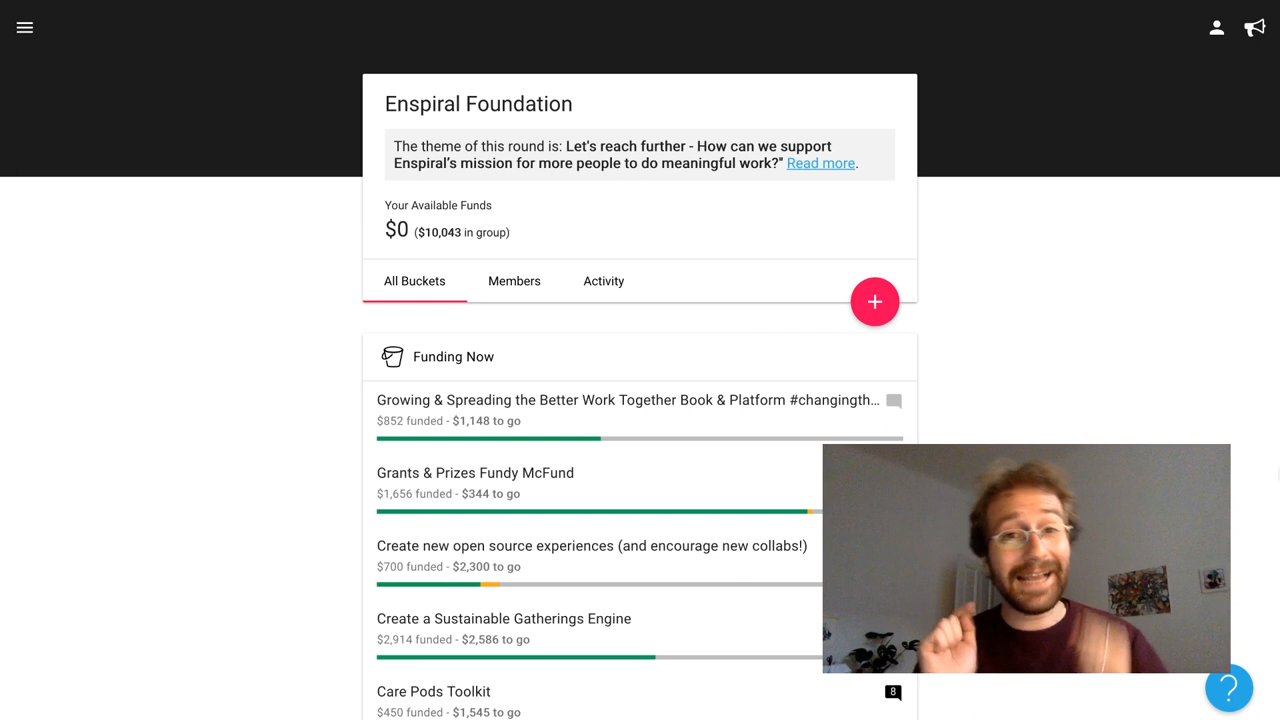 Enspiral Foundation
The theme of this round is: Let's reach further - How can we support
Enspiral's mission for more people to do meaningful work?" Read more.
Your Available Funds
$0 ($10,043 in group)
All Buckets Members Activity
+
Funding Now
Growing & Spreading the Better Work Together Book & Platform #changingth...
$852 funded - $1,148 to go
Grants & Prizes Fundy McFund
$1,656 funded - $344 to go
Create new open source experiences (and encourage new collabs!)
$700 funded - $2,300 to go
Create a Sustainable Gatherings Engine
$2,914 funded - $2,586 to go
Care Pods Toolkit 8
$450 funded - $1,545 to go
?